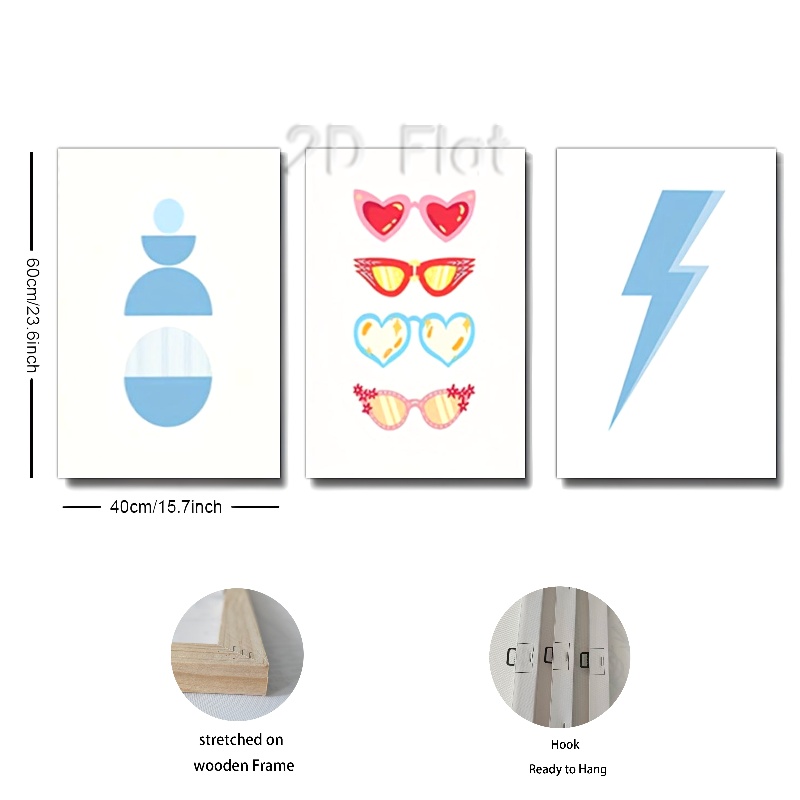 2D Flat
60cm/23.6inch
40cm/15.7inch
stretched on
wooden Frame
Hook
Ready to Hang